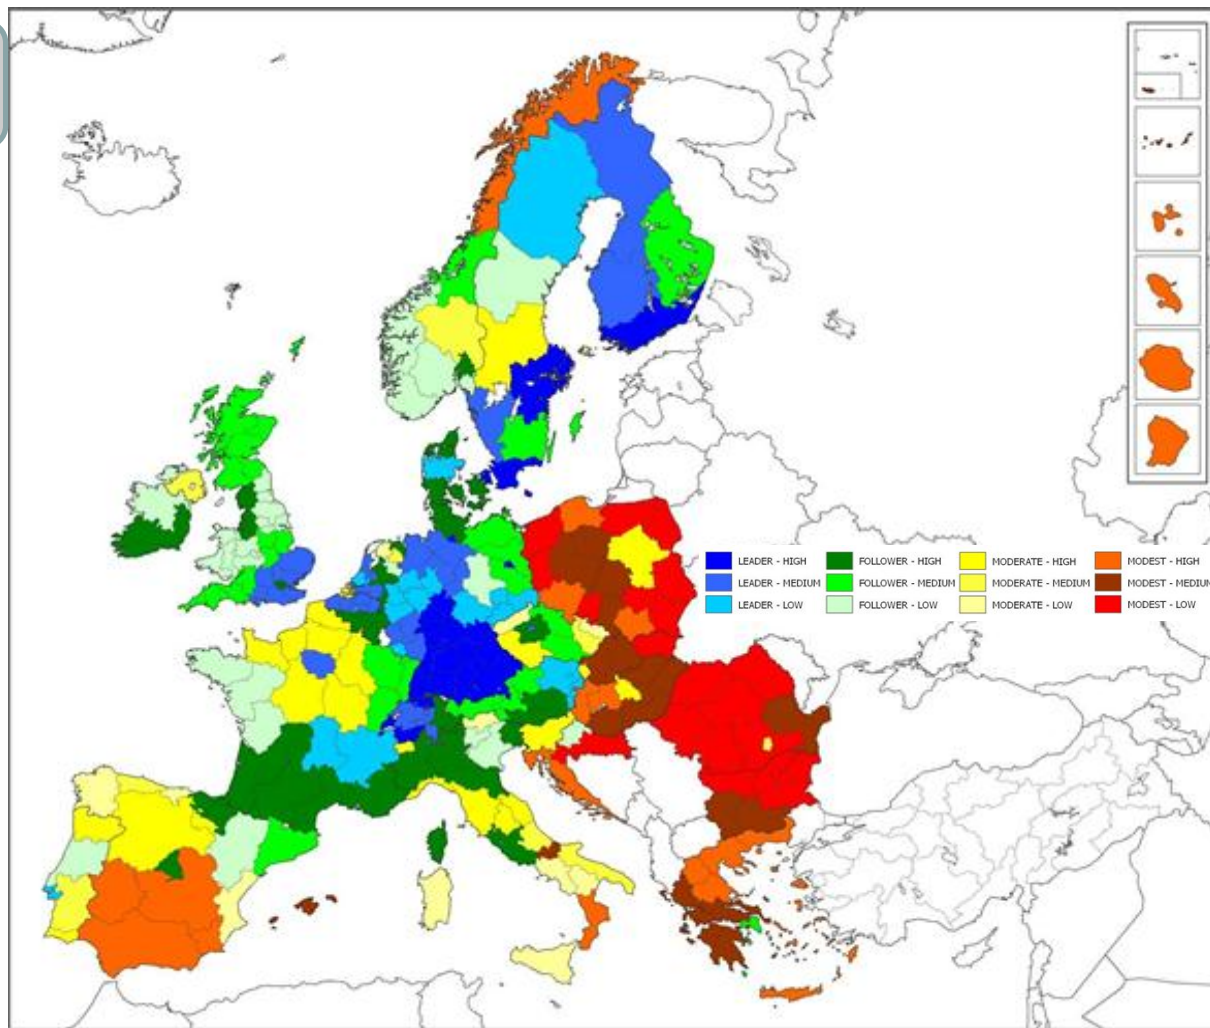 LEADER - HIGH FOLLOWER - HIGH MODERATE - HIGH MODEST - HIGH
LEADER - MEDIUM FOLLOWER - MEDIUM MODERATE - MEDIUM MODEST - MEDIUM
LEADER - LOW FOLLOWER - LOW MODERATE - LOW MODEST - LOW